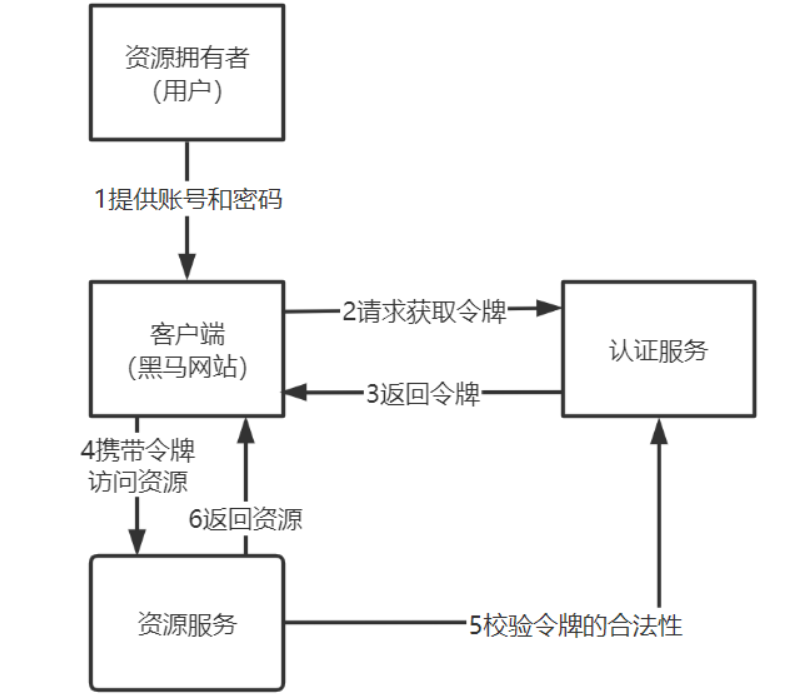 资源拥有者
（用户）
1提供账号和密码
客户端
（黑马网站）
2请求获取令牌
认证服务
3返回令牌
4携带令牌
访问资源
6返回资源
资源服务
5校验令牌的合法性